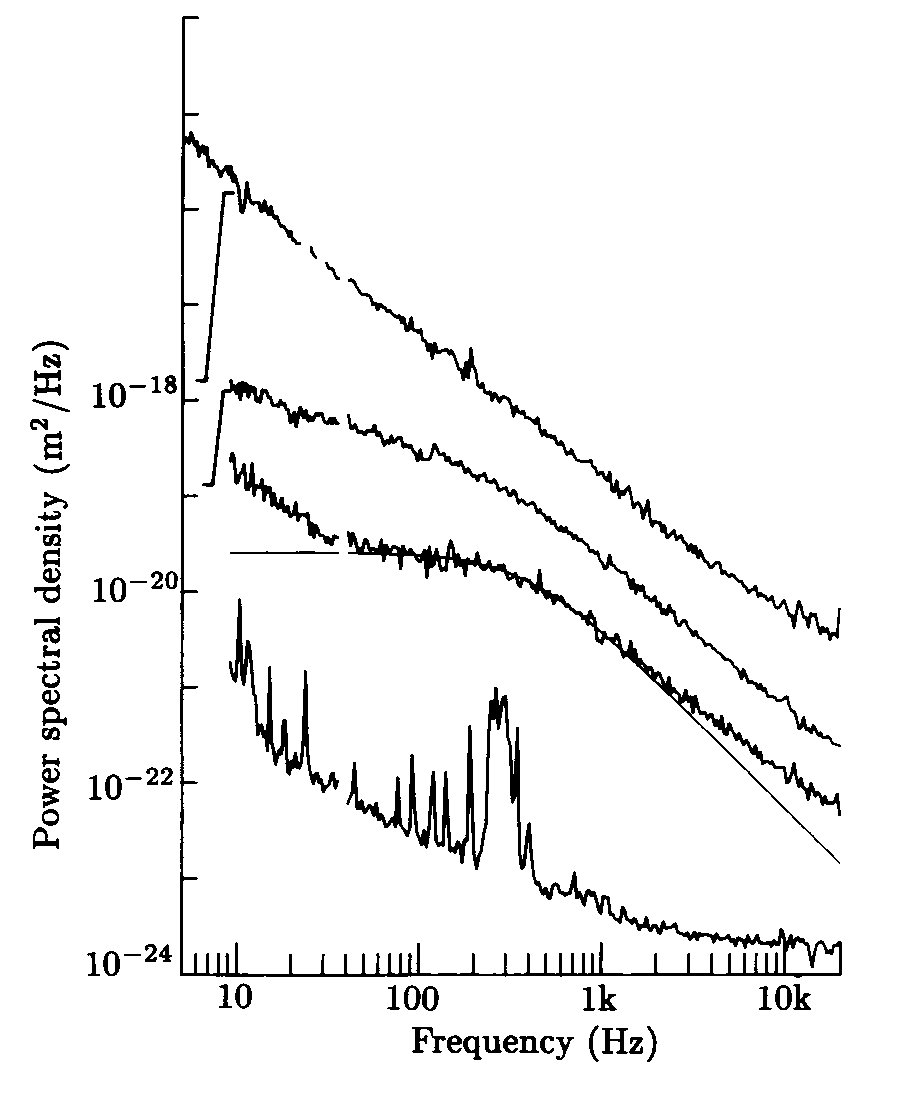 Power spectral density (m²/Hz)
10⁻¹⁸
10⁻²⁰
10⁻²²
10⁻²⁴
10 100 1k 10k
Frequency (Hz)